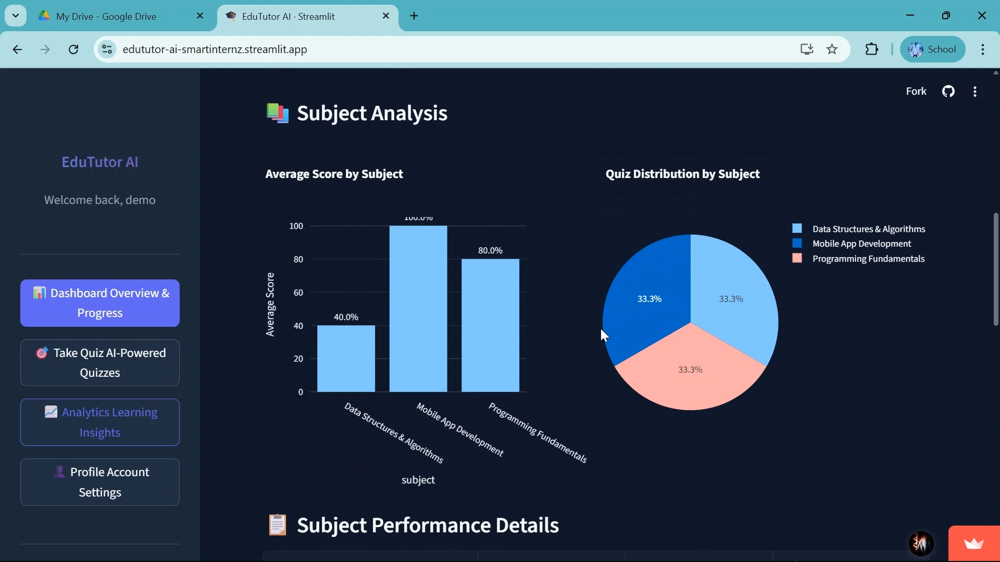 My Drive - Google Drive
EduTutor AI · Streamlit
edututor-ai-smartinternz.streamlit.app
School
Fork
EduTutor AI
Welcome back, demo
Dashboard Overview &
Progress
Take Quiz AI-Powered
Quizzes
Analytics Learning
Insights
Profile Account
Settings
Subject Analysis
Average Score by Subject
100.0%
100
80
60
40
20
0
Average Score
40.0%
80.0%
Data Structures & Algorithms
Mobile App Development
Programming Fundamentals
subject
Quiz Distribution by Subject
33.3%
33.3%
33.3%
Data Structures & Algorithms
Mobile App Development
Programming Fundamentals
Subject Performance Details